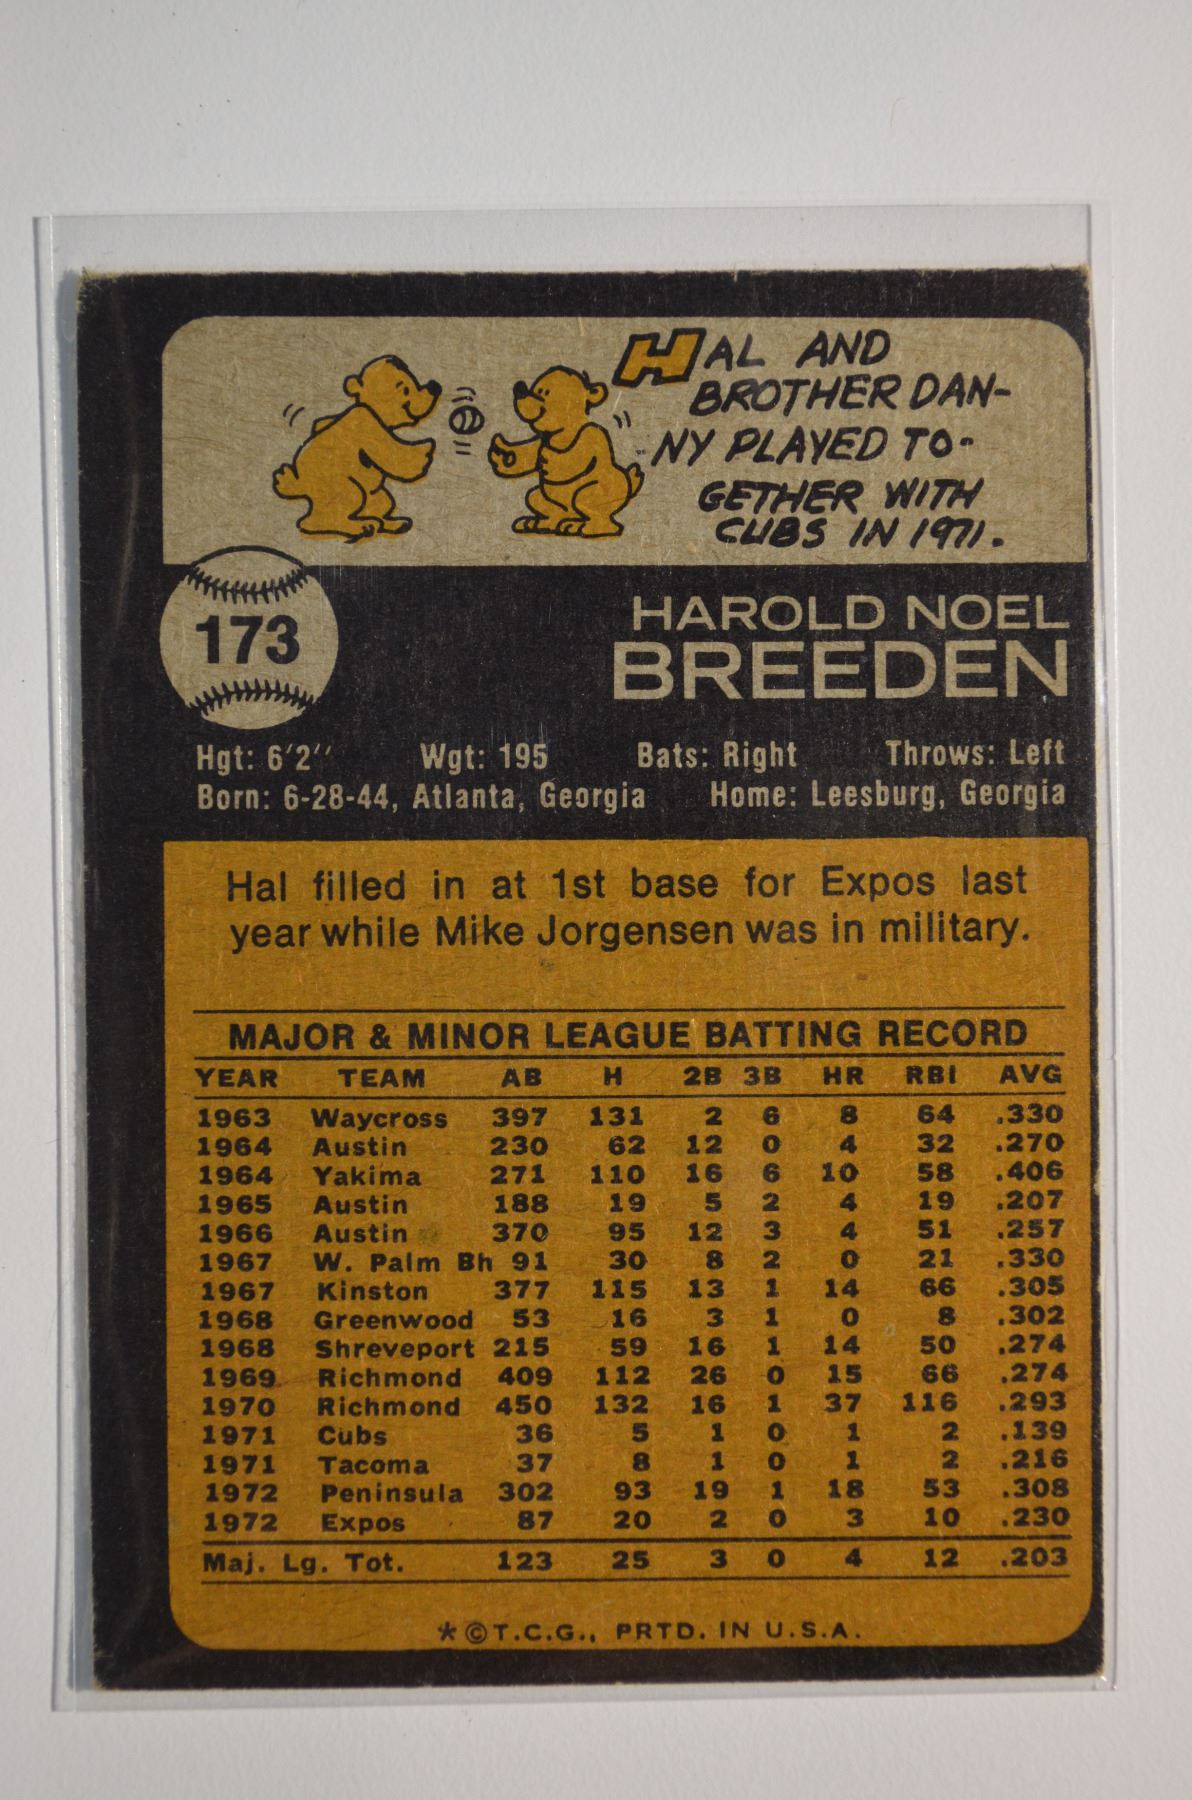 HAL AND
BROTHER DAN-
NY PLAYED TO-
GETHER WITH
CUBS IN 1971.
173
HAROLD NOEL
BREEDEN
Hgt: 6'2'' Wgt: 195 Bats: Right Throws: Left
Born: 6-28-44, Atlanta, Georgia Home: Leesburg, Georgia
Hal filled in at 1st base for Expos last
year while Mike Jorgensen was in military.
MAJOR & MINOR LEAGUE BATTING RECORD
YEAR TEAM AB H 2B 3B HR RBI AVG
1963 Waycross 397 131 2 6 8 64 .330
1964 Austin 230 62 12 0 4 32 .270
1964 Yakima 271 110 16 6 10 58 .406
1965 Austin 188 19 5 2 4 19 .207
1966 Austin 370 95 12 3 4 51 .257
1967 W. Palm Bh 91 30 8 2 0 21 .330
1967 Kinston 377 115 13 1 14 66 .305
1968 Greenwood 53 16 3 1 0 8 .302
1968 Shreveport 215 59 16 1 14 50 .274
1969 Richmond 409 112 26 0 15 66 .274
1970 Richmond 450 132 16 1 37 116 .293
1971 Cubs 36 5 1 0 1 2 .139
1971 Tacoma 37 8 1 0 1 2 .216
1972 Peninsula 302 93 19 1 18 53 .308
1972 Expos 87 20 2 0 3 10 .230
Maj. Lg. Tot. 123 25 3 0 4 12 .203
*©T.C.G., PRTD. IN U.S.A.